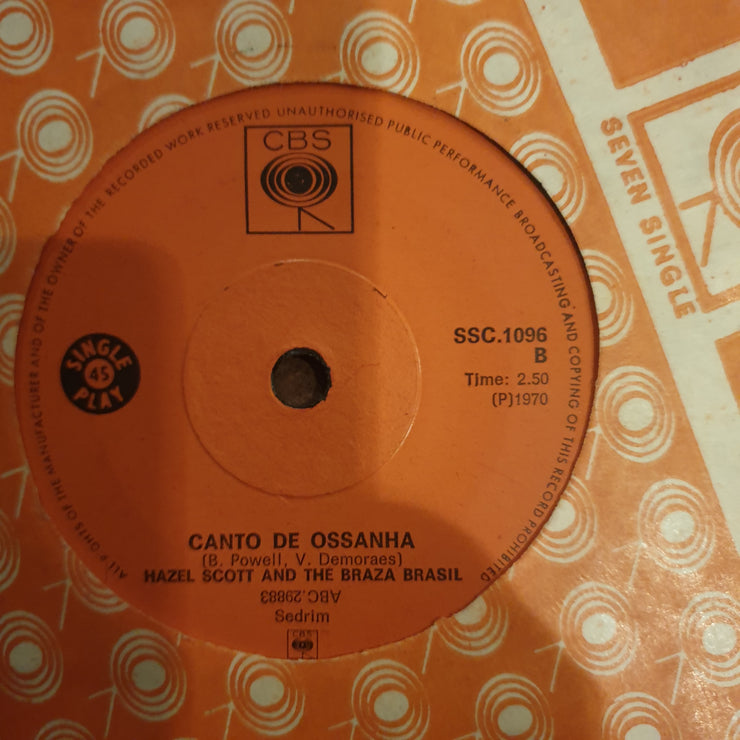 ALL RIGHTS OF THE MANUFACTURER AND OF THE OWNER OF THE RECORDED WORK RESERVED UNAUTHORISED PUBLIC PERFORMANCE BROADCASTING AND COPYING OF THIS RECORD PROHIBITED
CBS
SEVEN SINGLE
SSC.1096
B
Time: 2.50
(P)1970
SINGLE
45
PLAY
CANTO DE OSSANHA
(B. Powell, V. Demoraes)
HAZEL SCOTT AND THE BRAZA BRASIL
ABC.29883
Sedrim
CBS